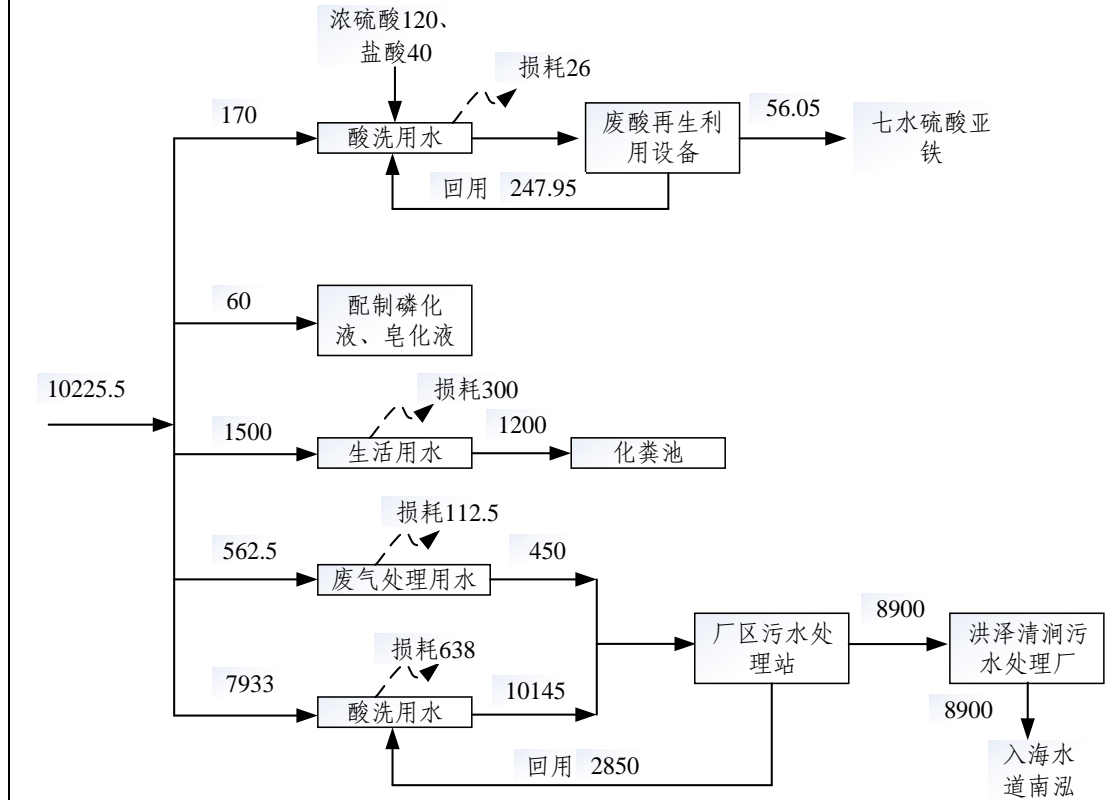 浓硫酸120、
盐酸40
损耗26
170
酸洗用水
废酸再生利
用设备
56.05
七水硫酸亚
铁
回用 247.95
60
配制磷化
液、皂化液
10225.5
损耗300
1500
生活用水
1200
化粪池
损耗112.5
562.5
废气处理用水
450
损耗638
7933
酸洗用水
10145
厂区污水处
理站
8900
洪泽清涧污
水处理厂
8900
回用 2850
入海水
道南泓